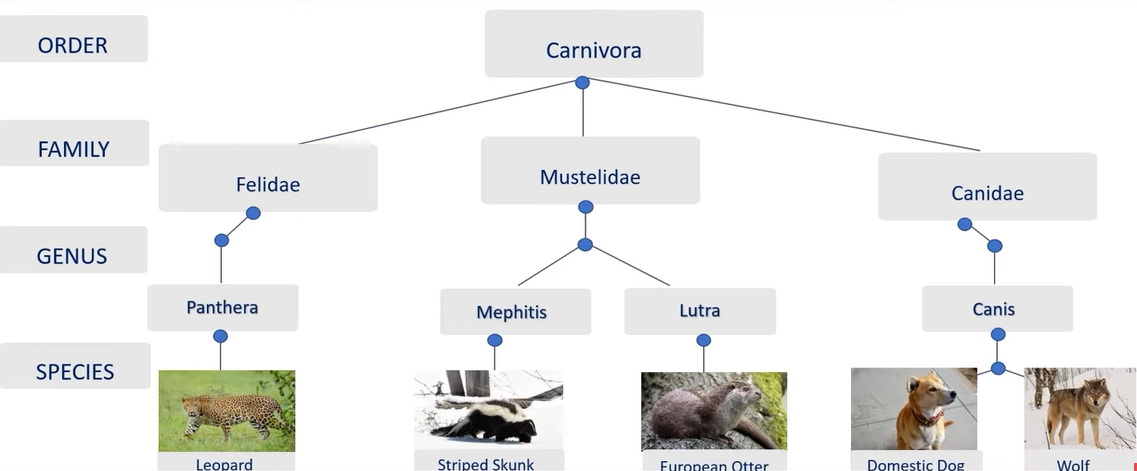 ORDER
Carnivora
FAMILY
Felidae
Mustelidae
Canidae
GENUS
Panthera
Mephitis
Lutra
Canis
SPECIES
Leopard
Striped Skunk
European Otter
Domestic Dog
Wolf